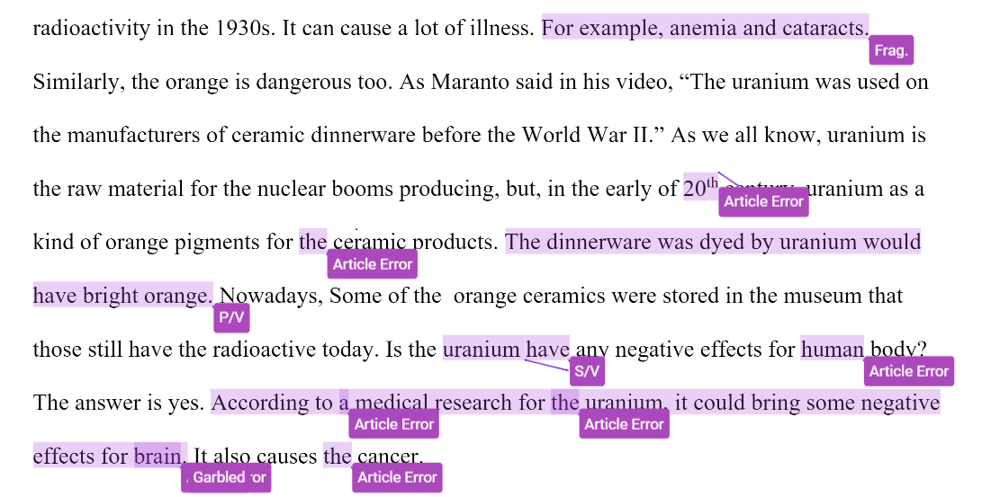 radioactivity in the 1930s. It can cause a lot of illness. For example, anemia and cataracts.
Frag.
Similarly, the orange is dangerous too. As Maranto said in his video, “The uranium was used on
the manufacturers of ceramic dinnerware before the World War II.” As we all know, uranium is
the raw material for the nuclear booms producing, but, in the early of 20th century, uranium as a
Article Error
kind of orange pigments for the ceramic products. The dinnerware was dyed by uranium would
Article Error
have bright orange. Nowadays, Some of the orange ceramics were stored in the museum that
P/V
those still have the radioactive today. Is the uranium have any negative effects for human body?
S/V Article Error
The answer is yes. According to a medical research for the uranium, it could bring some negative
Article Error Article Error
effects for brain. It also causes the cancer.
Garbled or Article Error